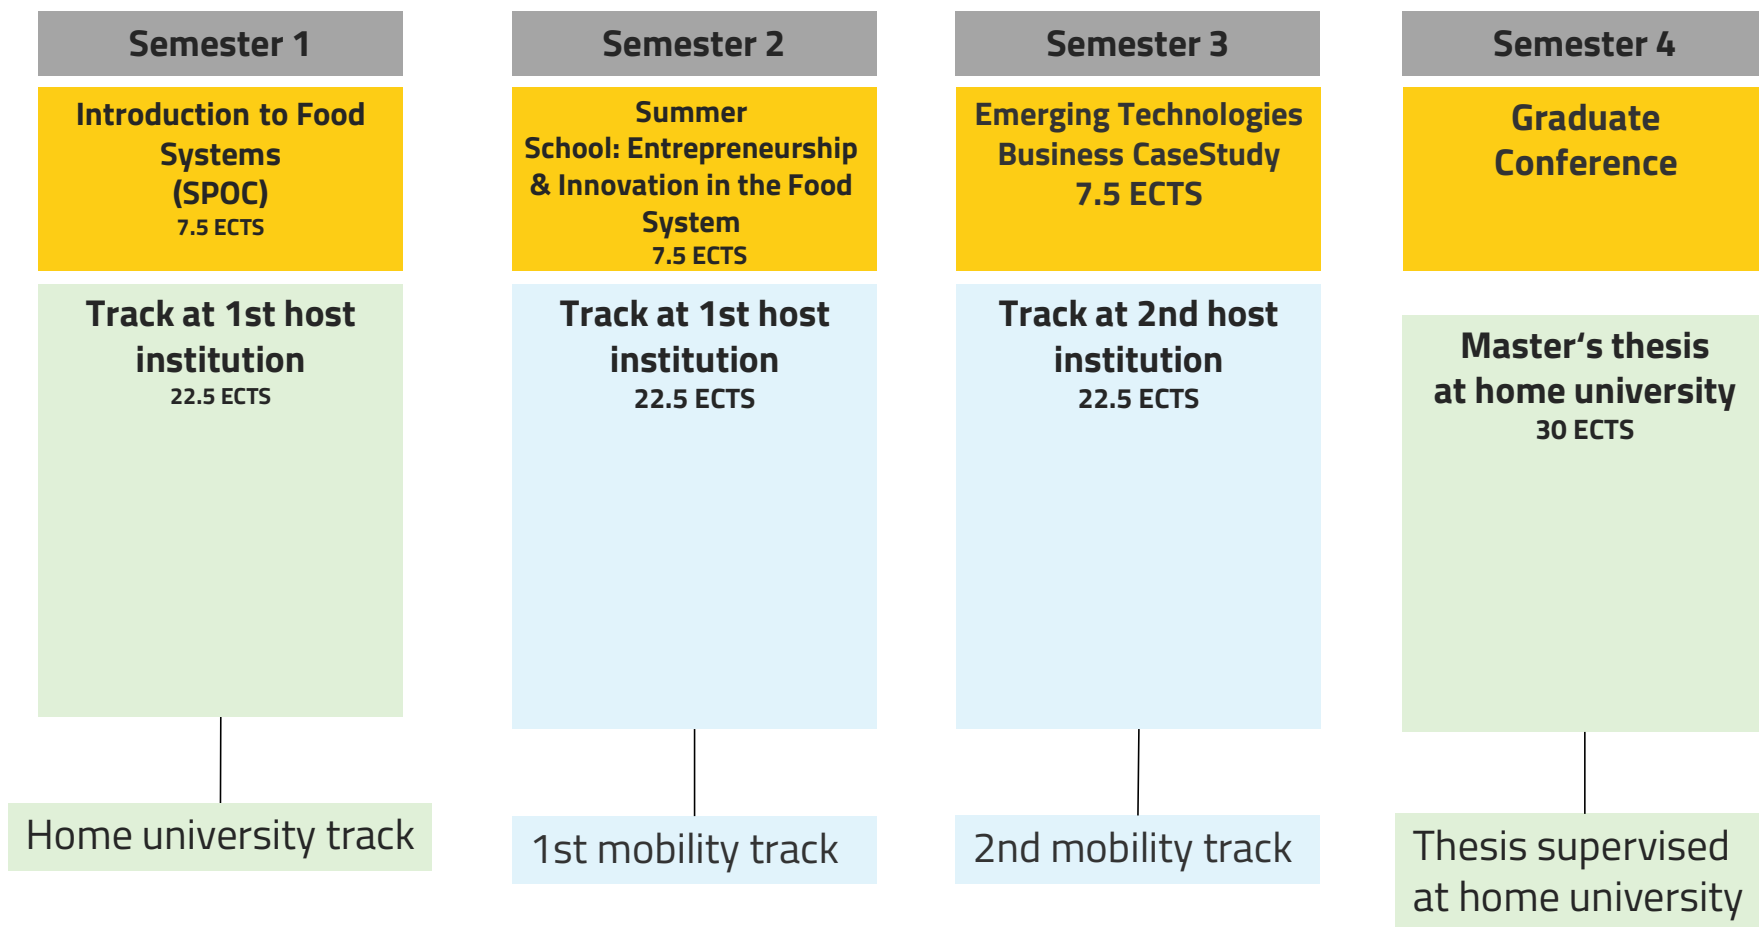 Semester 1
Introduction to Food
Systems
(SPOC)
7.5 ECTS
Track at 1st host
institution
22.5 ECTS
Home university track
Semester 2
Summer
School: Entrepreneurship
& Innovation in the Food
System
7.5 ECTS
Track at 1st host
institution
22.5 ECTS
1st mobility track
Semester 3
Emerging Technologies
Business CaseStudy
7.5 ECTS
Track at 2nd host
institution
22.5 ECTS
2nd mobility track
Semester 4
Graduate
Conference
Master‘s thesis
at home university
30 ECTS
Thesis supervised
at home university